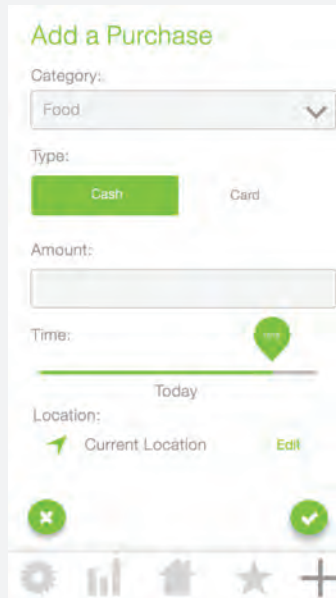 Add a Purchase
Category:
Food
Type:
Cash Card
Amount:
Time:
Today
Location:
Current Location Edit